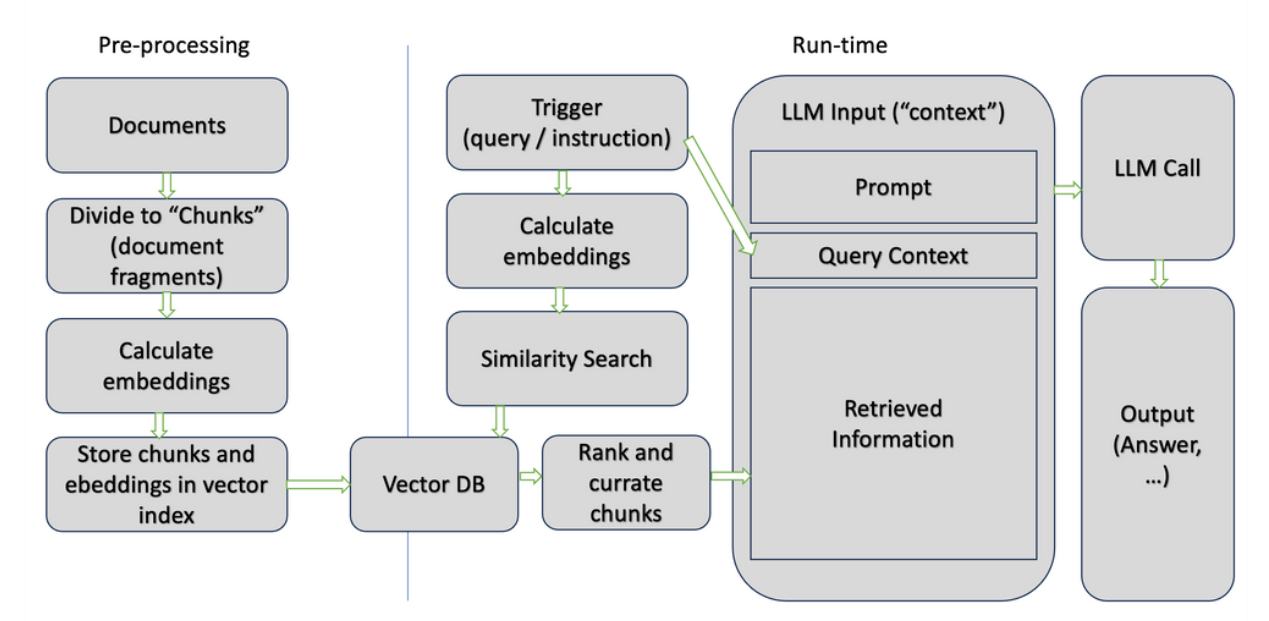 Pre-processing
Run-time
Documents
Divide to “Chunks”
(document
fragments)
Calculate
embeddings
Store chunks and
ebeddings in vector
index
Vector DB
Trigger
(query / instruction)
Calculate
embeddings
Similarity Search
Rank and
currate
chunks
LLM Input (“context”)
Prompt
Query Context
Retrieved
Information
LLM Call
Output
(Answer,
...)